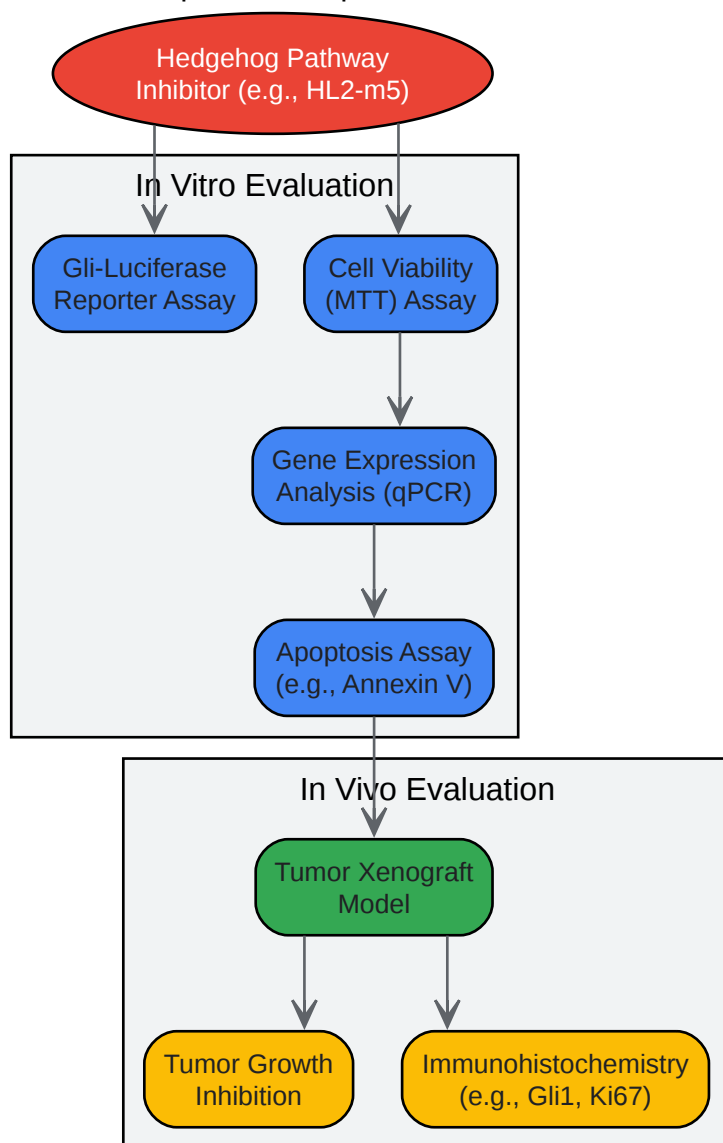 Hedgehog Pathway
Inhibitor (e.g., HL2-m5)
In Vitro Evaluation
Gli-Luciferase
Reporter Assay
Cell Viability
(MTT) Assay
Gene Expression
Analysis (qPCR)
Apoptosis Assay
(e.g., Annexin V)
In Vivo Evaluation
Tumor Xenograft
Model
Tumor Growth
Inhibition
Immunohistochemistry
(e.g., Gli1, Ki67)